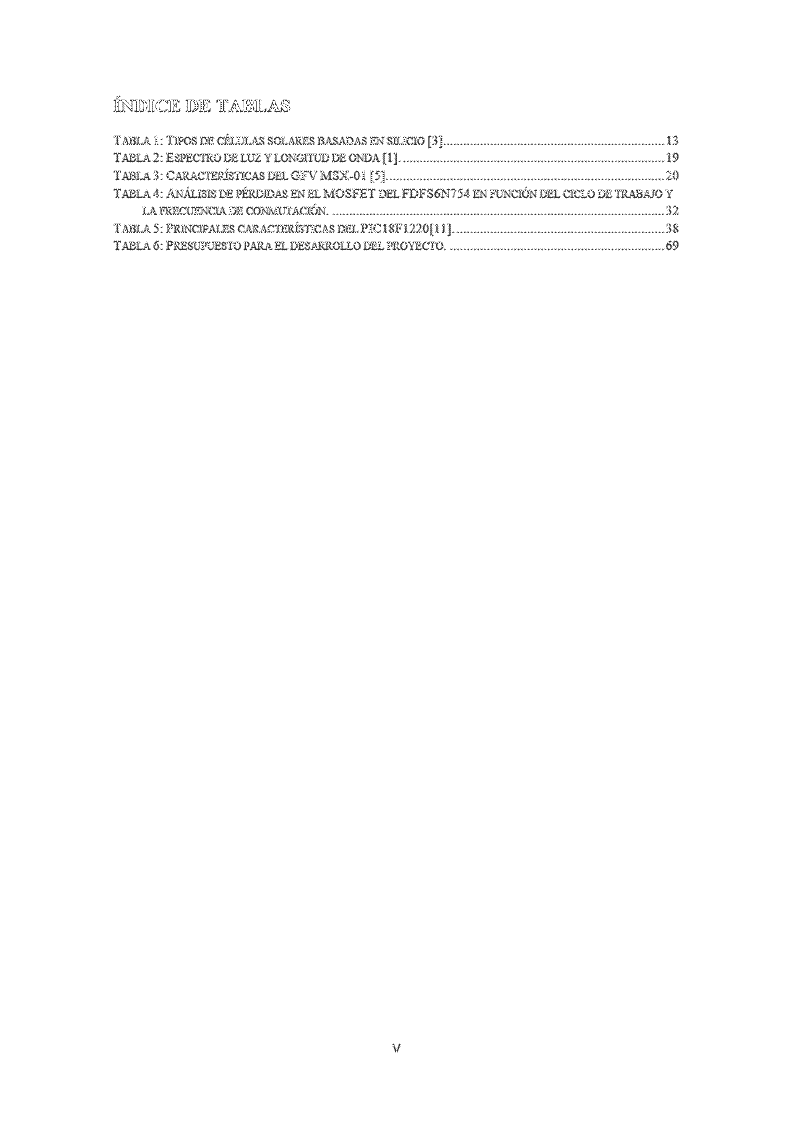 ÍNDICE DE TABLAS
TABLA 1: TIPOS DE CÉLULAS SOLARES BASADAS EN SILICIO [3]. 13
TABLA 2: ESPECTRO DE LUZ Y LONGITUD DE ONDA [1]. 19
TABLA 3: CARACTERÍSTICAS DEL GFV MSX-01 [5]. 20
TABLA 4: ANÁLISIS DE PÉRDIDAS EN EL MOSFET DEL FDFS6N754 EN FUNCIÓN DEL CICLO DE TRABAJO Y
LA FRECUENCIA DE CONMUTACIÓN. 32
TABLA 5: PRINCIPALES CARACTERÍSTICAS DEL PIC18F1220[11]. 38
TABLA 6: PRESUPUESTO PARA EL DESARROLLO DEL PROYECTO. 69
V